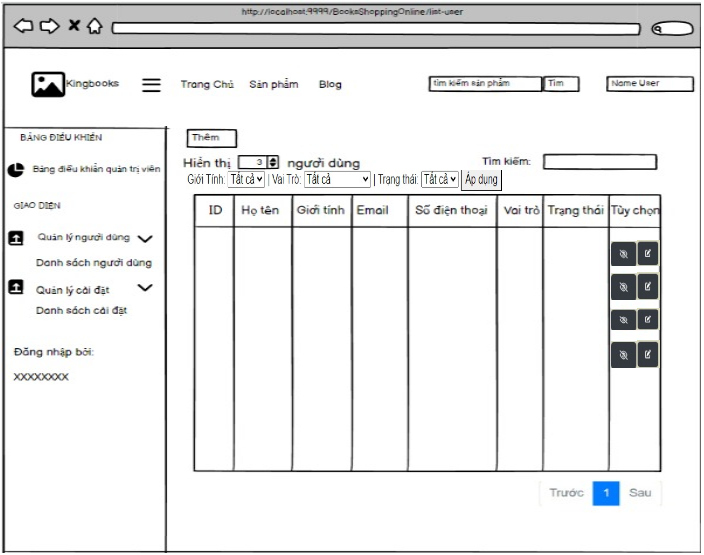 http://localhost:9999/BooksShoppingOnline/list-user
Kingbooks Trang Chủ Sản phẩm Blog tìm kiếm sản phẩm Tìm Name User
BẢNG ĐIỀU KHIỂN
Bảng điều khiển quản trị viên
GIAO DIỆN
Quản lý người dùng
Danh sách người dùng
Quản lý cài đặt
Danh sách cài đặt
Đăng nhập bởi:
XXXXXXXX
Thêm
Hiển thị 3 người dùng Tìm kiếm:
Giới Tính: Tất cả | Vai Trò: Tất cả | Trạng thái: Tất cả Áp dụng
ID Họ tên Giới tính Email Số điện thoại Vai trò Trạng thái Tùy chọn
Trước 1 Sau